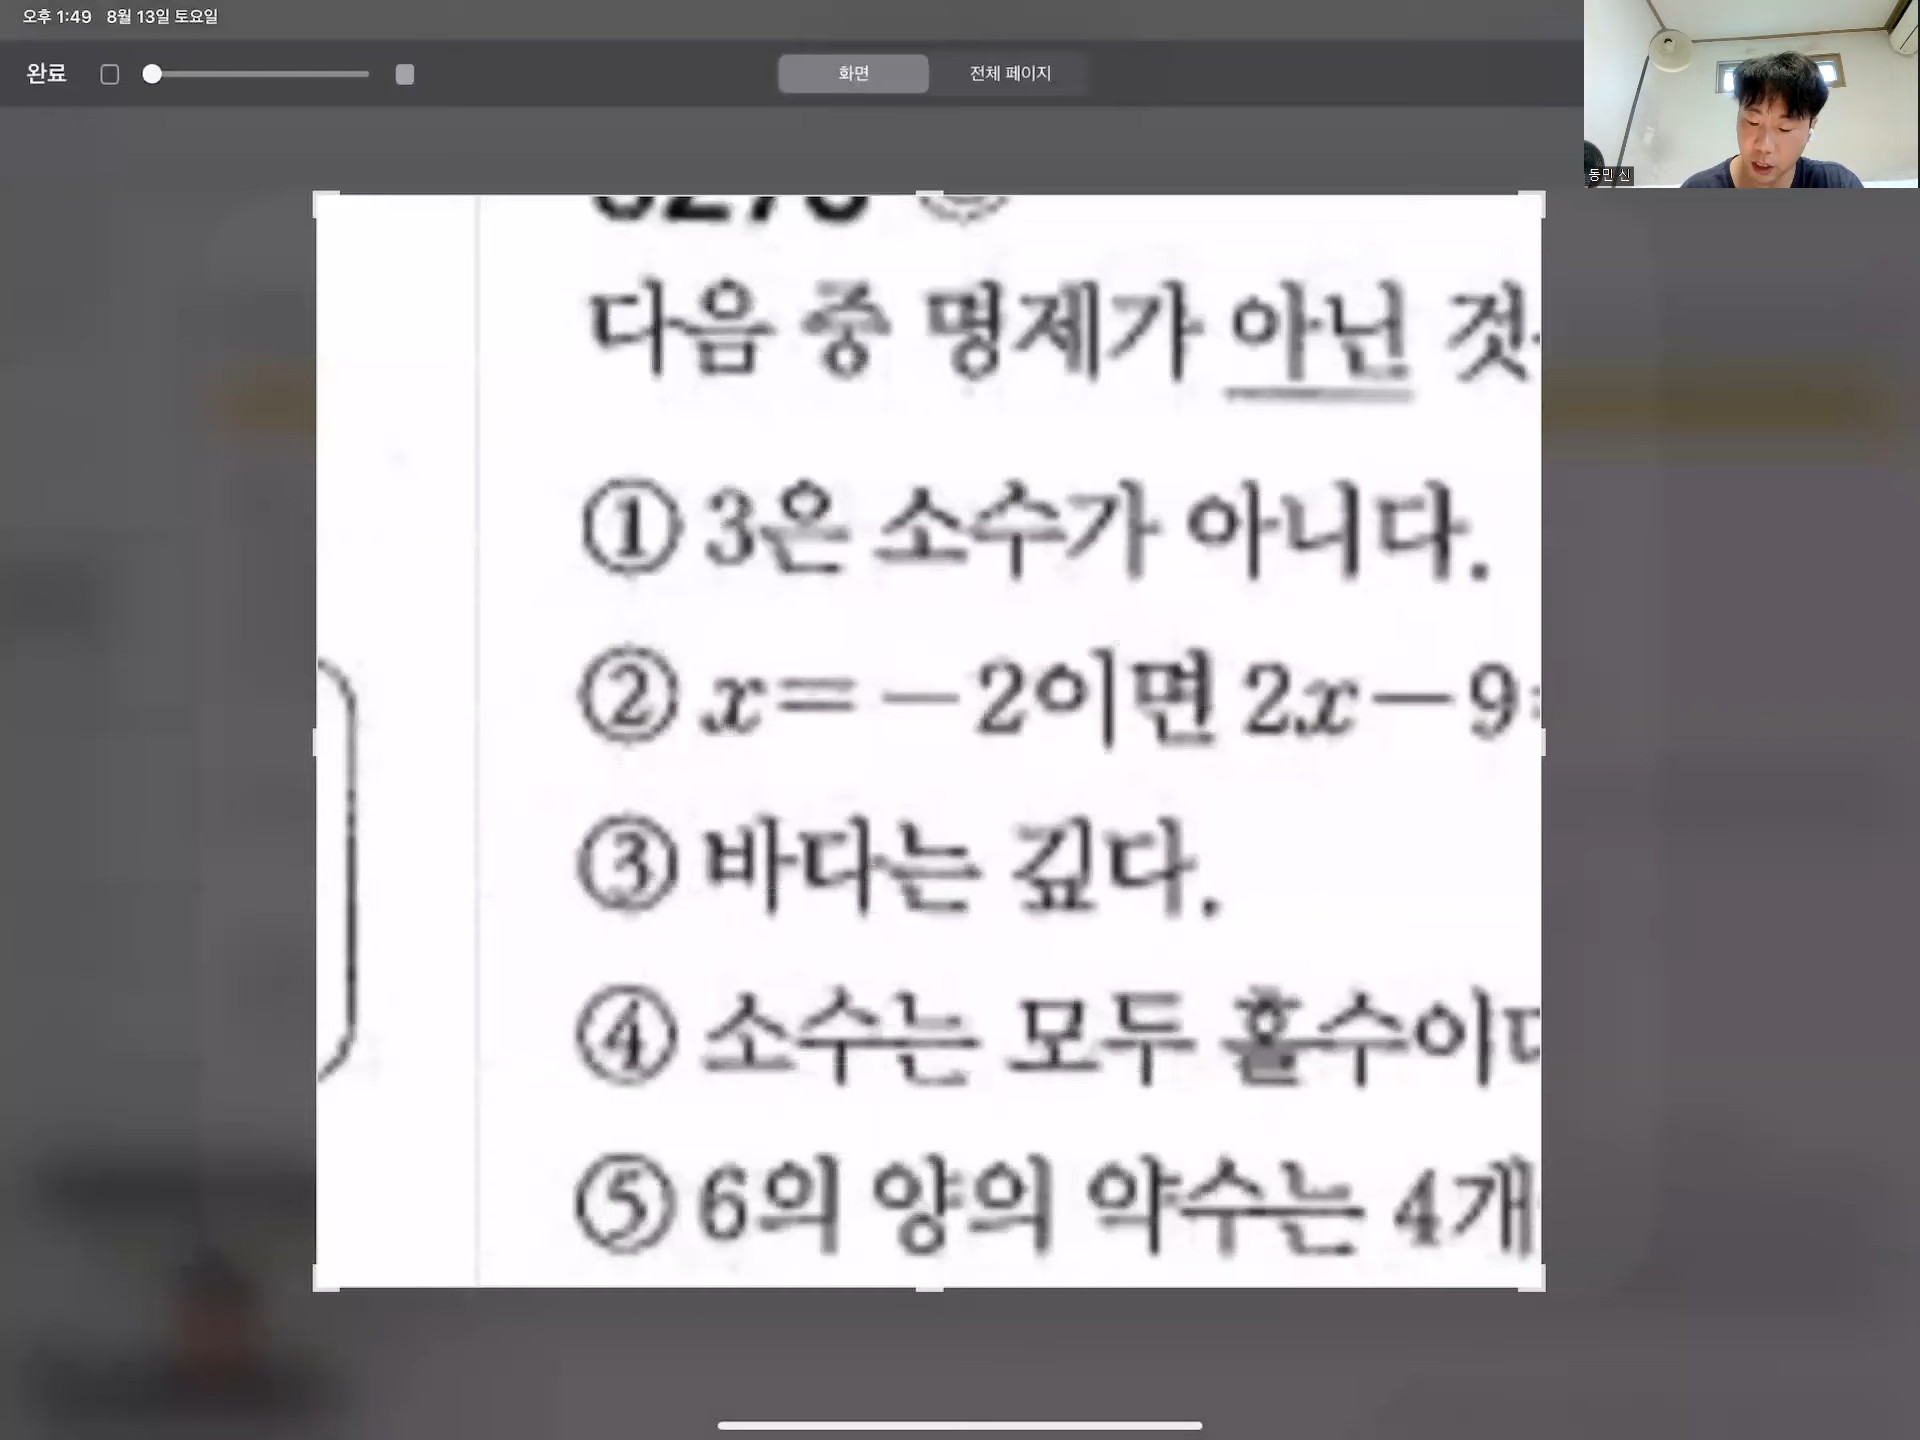 오후 1:49 8월 13일 토요일
완료
화면
전체 페이지
동민 신
다음 중 명제가 아닌 것
① 3은 소수가 아니다.
② x=-2이면 2x-9
③ 바다는 깊다.
④ 소수는 모두 홀수이다
⑤ 6의 양의 약수는 4개